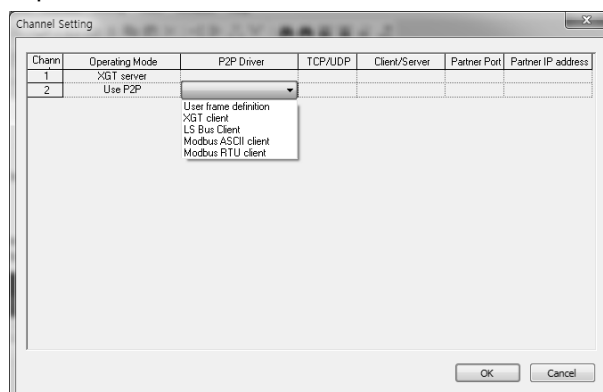 Channel Setting
Chann Operating Mode P2P Driver TCP/UDP Client/Server Partner Port Partner IP address
1 XGT server
2 Use P2P
User frame definition
XGT client
LS Bus Client
Modbus ASCII client
Modbus RTU client
OK Cancel